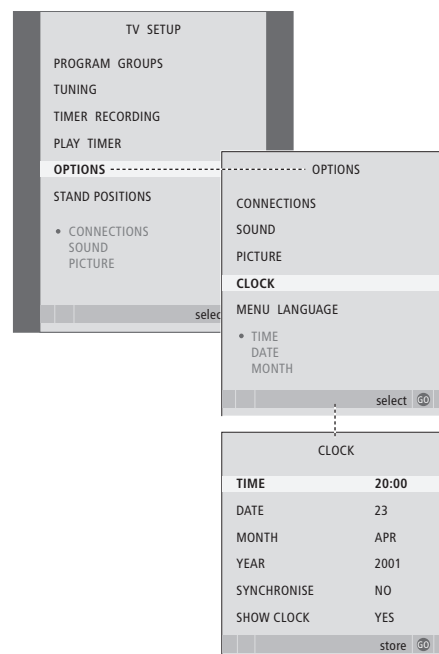 TV SETUP
PROGRAM GROUPS
TUNING
TIMER RECORDING
PLAY TIMER
OPTIONS
STAND POSITIONS
• CONNECTIONS
SOUND
PICTURE
selec
OPTIONS
CONNECTIONS
SOUND
PICTURE
CLOCK
MENU LANGUAGE
• TIME
DATE
MONTH
select GO
CLOCK
TIME 20:00
DATE 23
MONTH APR
YEAR 2001
SYNCHRONISE NO
SHOW CLOCK YES
store GO